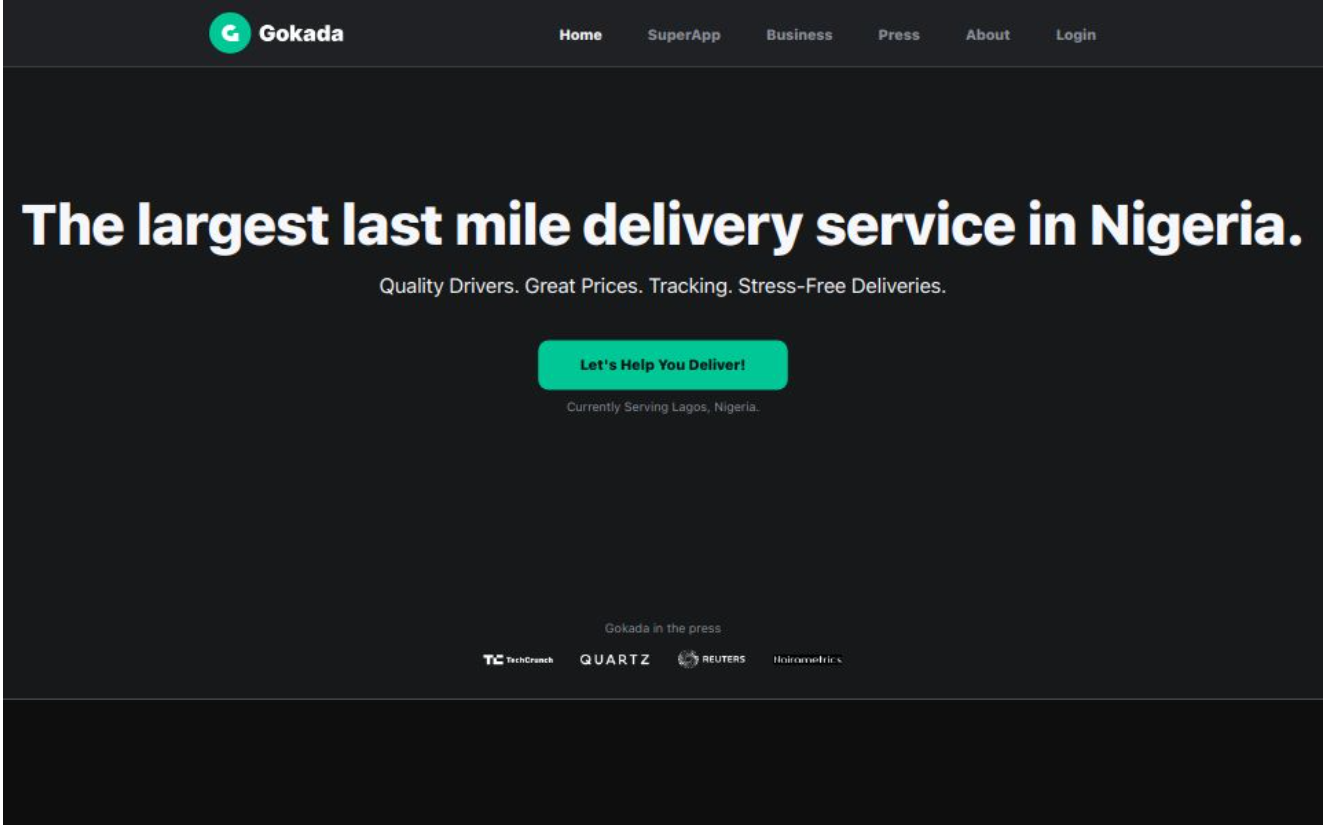 Gokada
Home SuperApp Business Press About Login
The largest last mile delivery service in Nigeria.
Quality Drivers. Great Prices. Tracking. Stress-Free Deliveries.
Let's Help You Deliver!
Currently Serving Lagos, Nigeria.
Gokada in the press
TechCrunch QUARTZ REUTERS Noirometrics